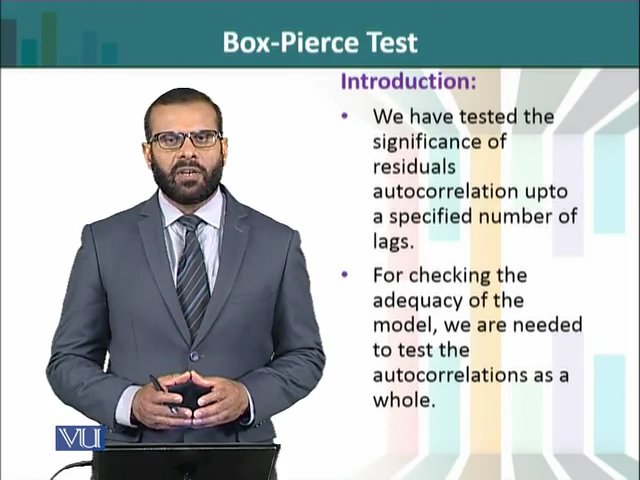 Box-Pierce Test
Introduction:
• We have tested the
significance of
residuals
autocorrelation upto
a specified number of
lags.
• For checking the
adequacy of the
model, we are needed
to test the
autocorrelations as a
whole.
VU